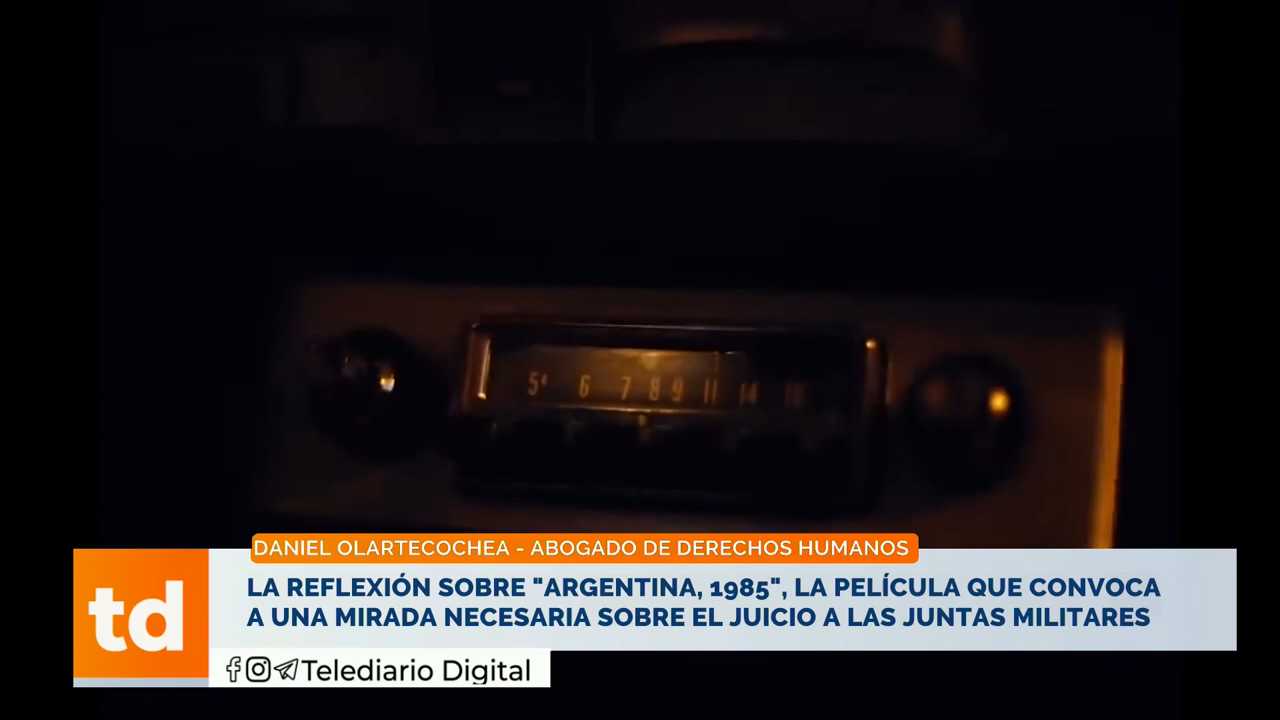 5⁴ 6 7 8 9 11 14
DANIEL OLARTECOCHEA - ABOGADO DE DERECHOS HUMANOS
LA REFLEXIÓN SOBRE "ARGENTINA, 1985", LA PELÍCULA QUE CONVOCA
A UNA MIRADA NECESARIA SOBRE EL JUICIO A LAS JUNTAS MILITARES
td
Telediario Digital